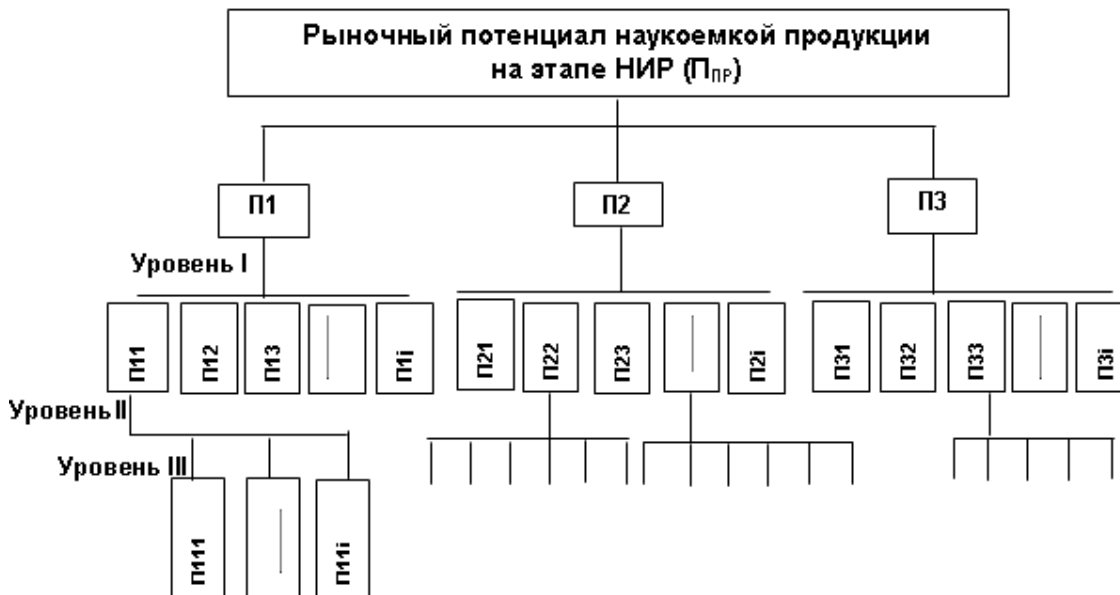 Рыночный потенциал наукоемкой продукции
на этапе НИР (ППР)
П1
П2
П3
Уровень I
П11
П12
П13
П1i
П21
П22
П23
П2i
П31
П32
П33
П3i
Уровень II
Уровень III
П111
П11i